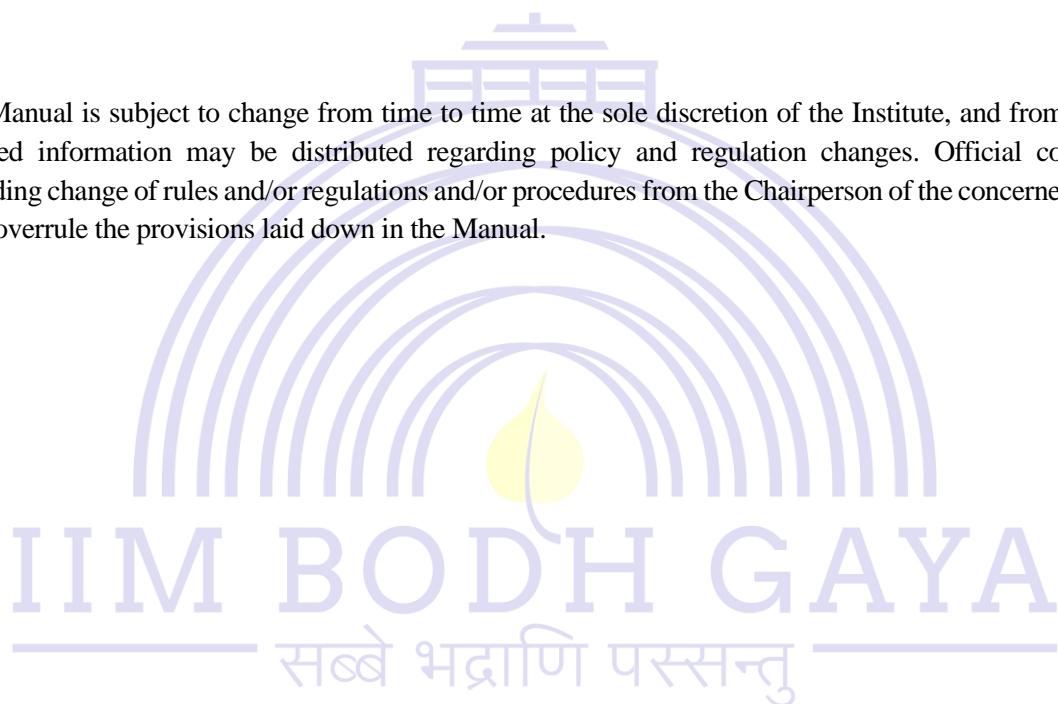 Manual is subject to change from time to time at the sole discretion of the Institute, and from
ed information may be distributed regarding policy and regulation changes. Official co
ding change of rules and/or regulations and/or procedures from the Chairperson of the concerne
overrule the provisions laid down in the Manual.
IIM BODH GAYA
सब्बे भद्राणि पस्सन्तु